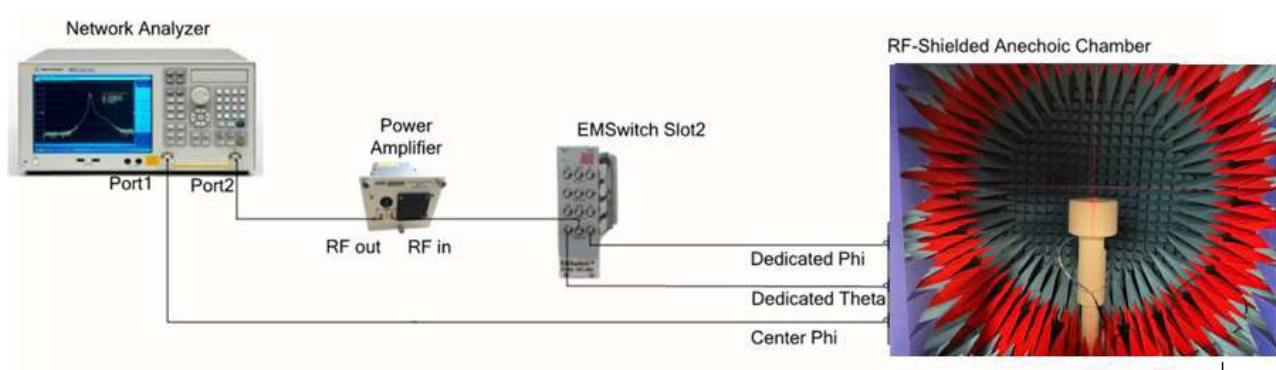 Network Analyzer
RF-Shielded Anechoic Chamber
Power
Amplifier
EMSwitch Slot2
Port1
Port2
RF out
RF in
Dedicated Phi
Dedicated Theta
Center Phi